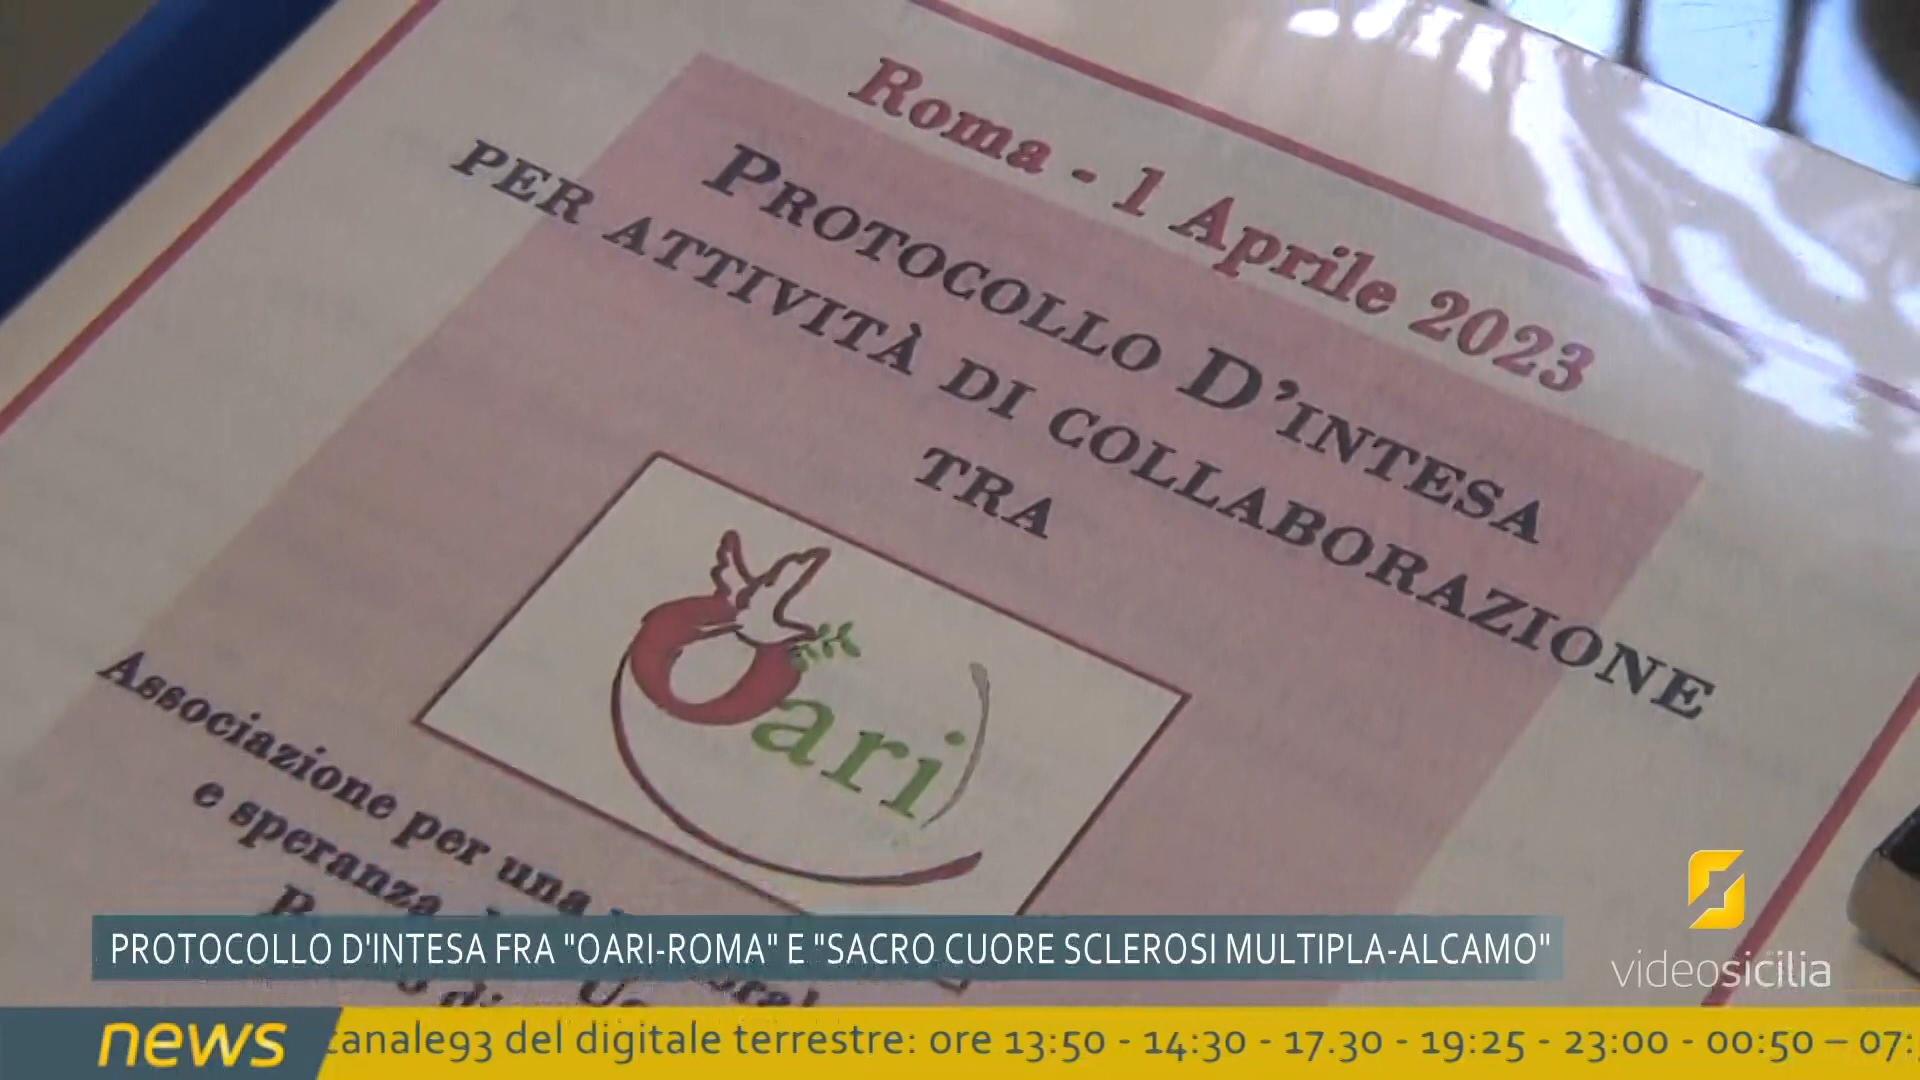 Roma - 1 Aprile 2023
PROTOCOLLO D'INTESA
PER ATTIVITÀ DI COLLABORAZIONE
TRA
Oari
Associazione per una
e speranza
PROTOCOLLO D'INTESA FRA "OARI-ROMA" E "SACRO CUORE SCLEROSI MULTIPLA-ALCAMO"
videosicilia
news canale93 del digitale terrestre: ore 13:50 - 14:30 - 17.30 - 19:25 - 23:00 - 00:50 – 07: